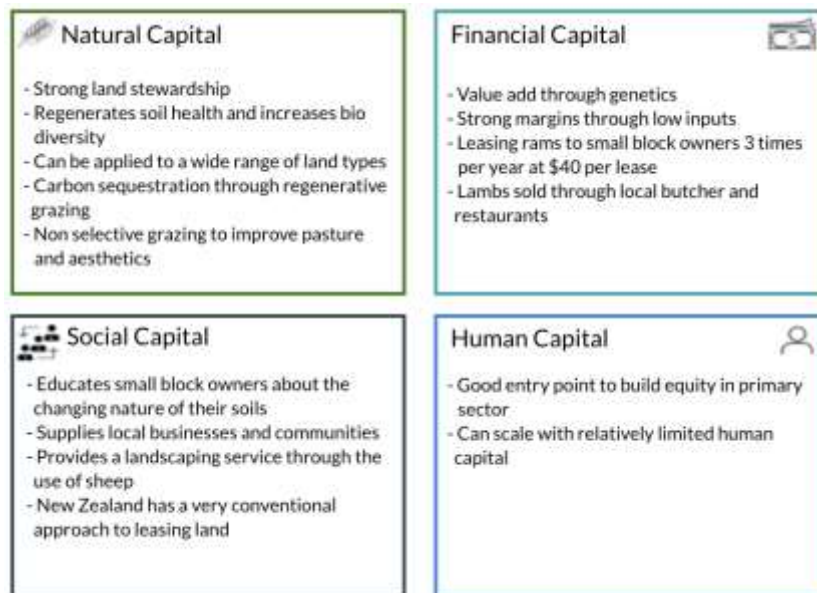 Natural Capital
- Strong land stewardship
- Regenerates soil health and increases bio
diversity
- Can be applied to a wide range of land types
- Carbon sequestration through regenerative
grazing
- Non selective grazing to improve pasture
and aesthetics
Financial Capital
- Value add through genetics
- Strong margins through low inputs
- Leasing rams to small block owners 3 times
per year at $40 per lease
- Lambs sold through local butcher and
restaurants
Social Capital
- Educates small block owners about the
changing nature of their soils
- Supplies local businesses and communities
- Provides a landscaping service through the
use of sheep
- New Zealand has a very conventional
approach to leasing land
Human Capital
- Good entry point to build equity in primary
sector
- Can scale with relatively limited human
capital